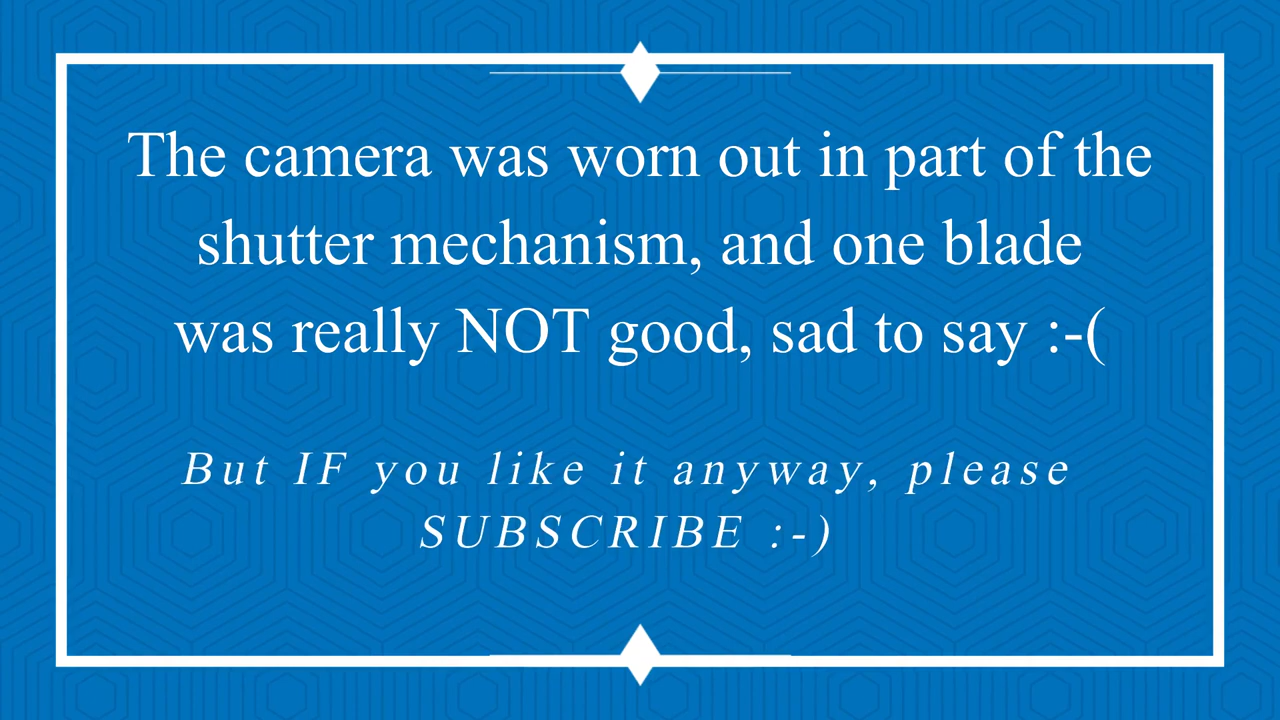 The camera was worn out in part of the
shutter mechanism, and one blade
was really NOT good, sad to say :-(
But IF you like it anyway, please
SUBSCRIBE :-)